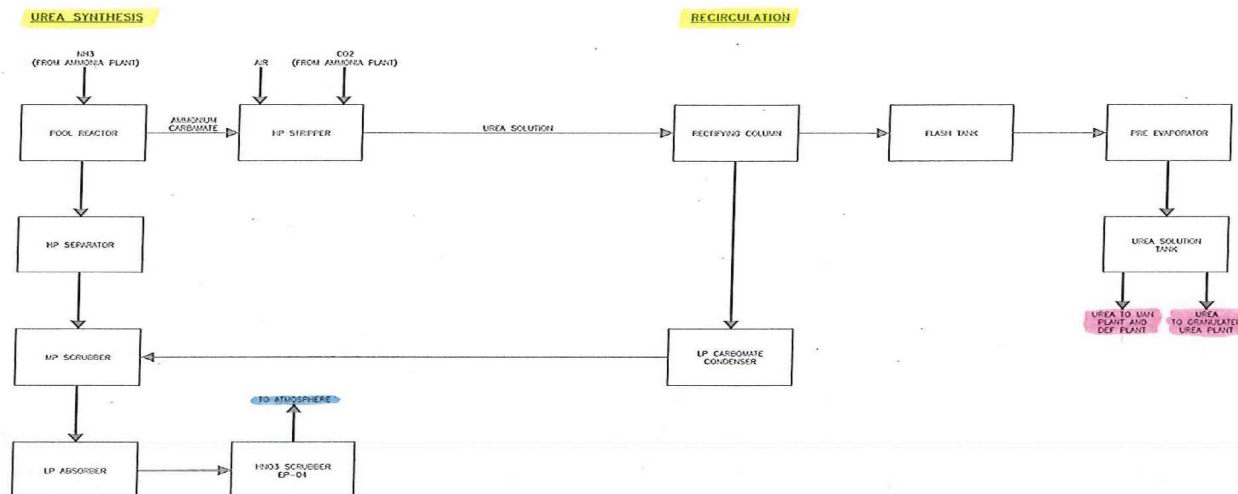 UREA SYNTHESIS
RECIRCULATION
NH3
(FROM AMMONIA PLANT)
AIR
CO2
(FROM AMMONIA PLANT)
POOL REACTOR
AMMONIUM
CARBAMATE
HP STRIPPER
UREA SOLUTION
RECTIFYING COLUMN
FLASH TANK
PRE EVAPORATOR
HP SEPARATOR
UREA SOLUTION
TANK
UREA TO UAN
PLANT AND
DEF PLANT
UREA
TO GRANULATED
UREA PLANT
MP SCRUBBER
LP CARBOMATE
CONDENSER
TO ATMOSPHERE
LP ABSORBER
HNO3 SCRUBBER
EP-04